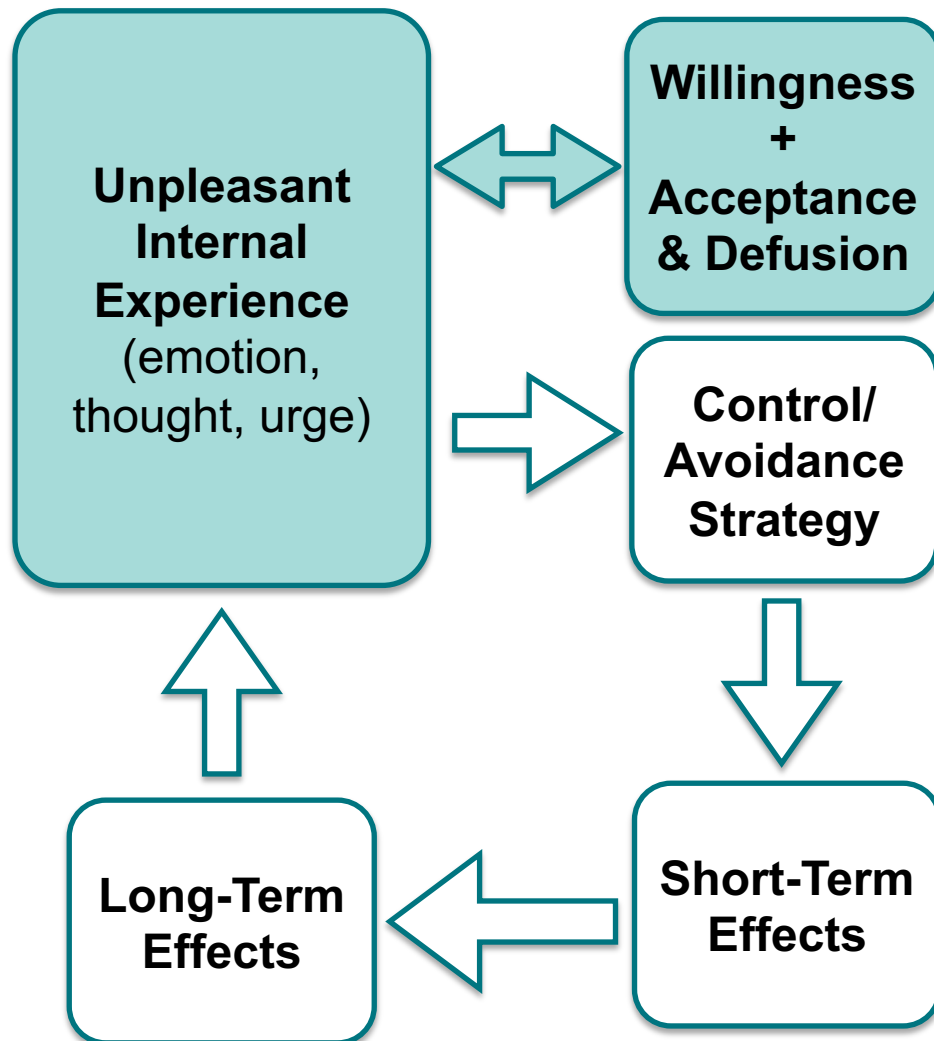 Unpleasant
Internal
Experience
(emotion,
thought, urge)
Willingness
+
Acceptance
& Defusion
Control/
Avoidance
Strategy
Short-Term
Effects
Long-Term
Effects